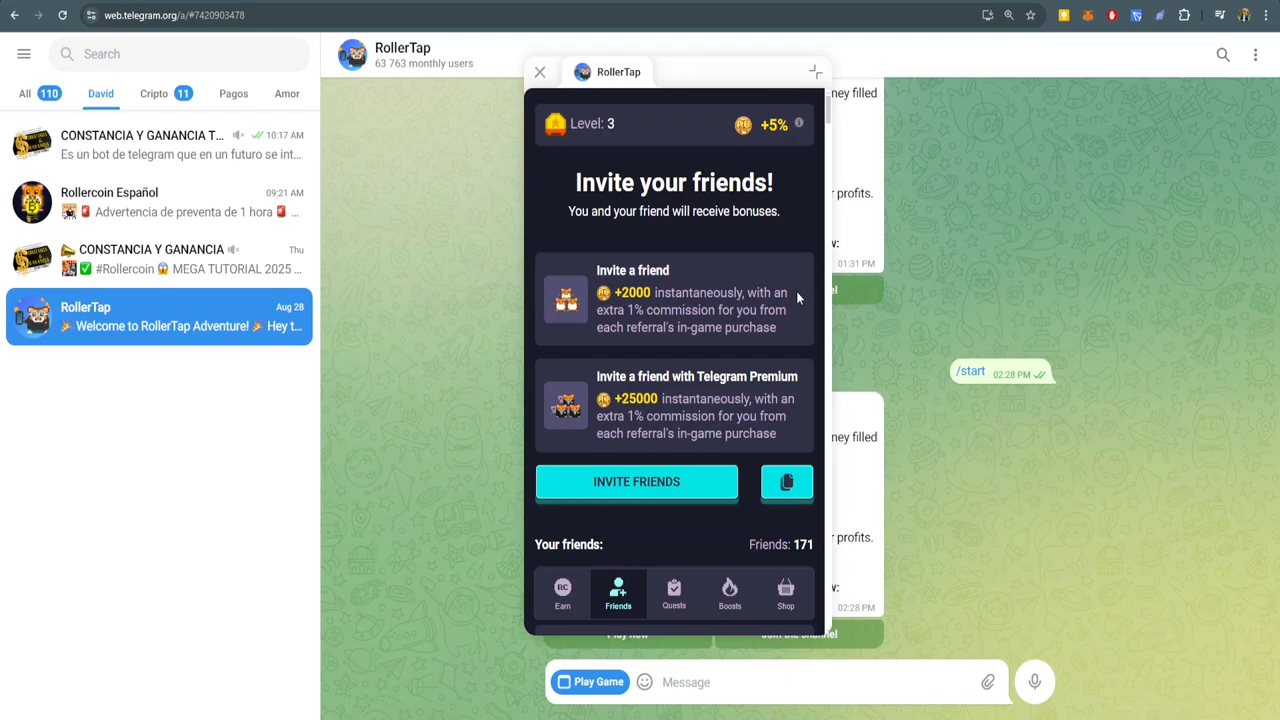 web.telegram.org/a/#7420903478
Search
All 110
David
Cripto 11
Pagos
Amor
CONSTANCIA Y GANANCIA T... 10:17 AM
Es un bot de telegram que en un futuro se int...
Rollercoin Español 09:21 AM
Advertencia de preventa de 1 hora ...
CONSTANCIA Y GANANCIA Thu
#Rollercoin 😱 MEGA TUTORIAL 2025 ...
RollerTap Aug 28
🎉 Welcome to RollerTap Adventure! 🎉 Hey t...
RollerTap
63 763 monthly users
RollerTap
Level: 3
+5%
Invite your friends!
You and your friend will receive bonuses.
Invite a friend
+2000 instantaneously, with an
extra 1% commission for you from
each referral's in-game purchase
Invite a friend with Telegram Premium
+25000 instantaneously, with an
extra 1% commission for you from
each referral's in-game purchase
INVITE FRIENDS
Your friends:
Friends: 171
RC
Earn
Friends
Quests
Boosts
Shop
ney filled
profits.
w:
01:31 PM
el
/start 02:28 PM
ney filled
profits.
w:
02:28 PM
Play now
Join the channel
Play Game
Message